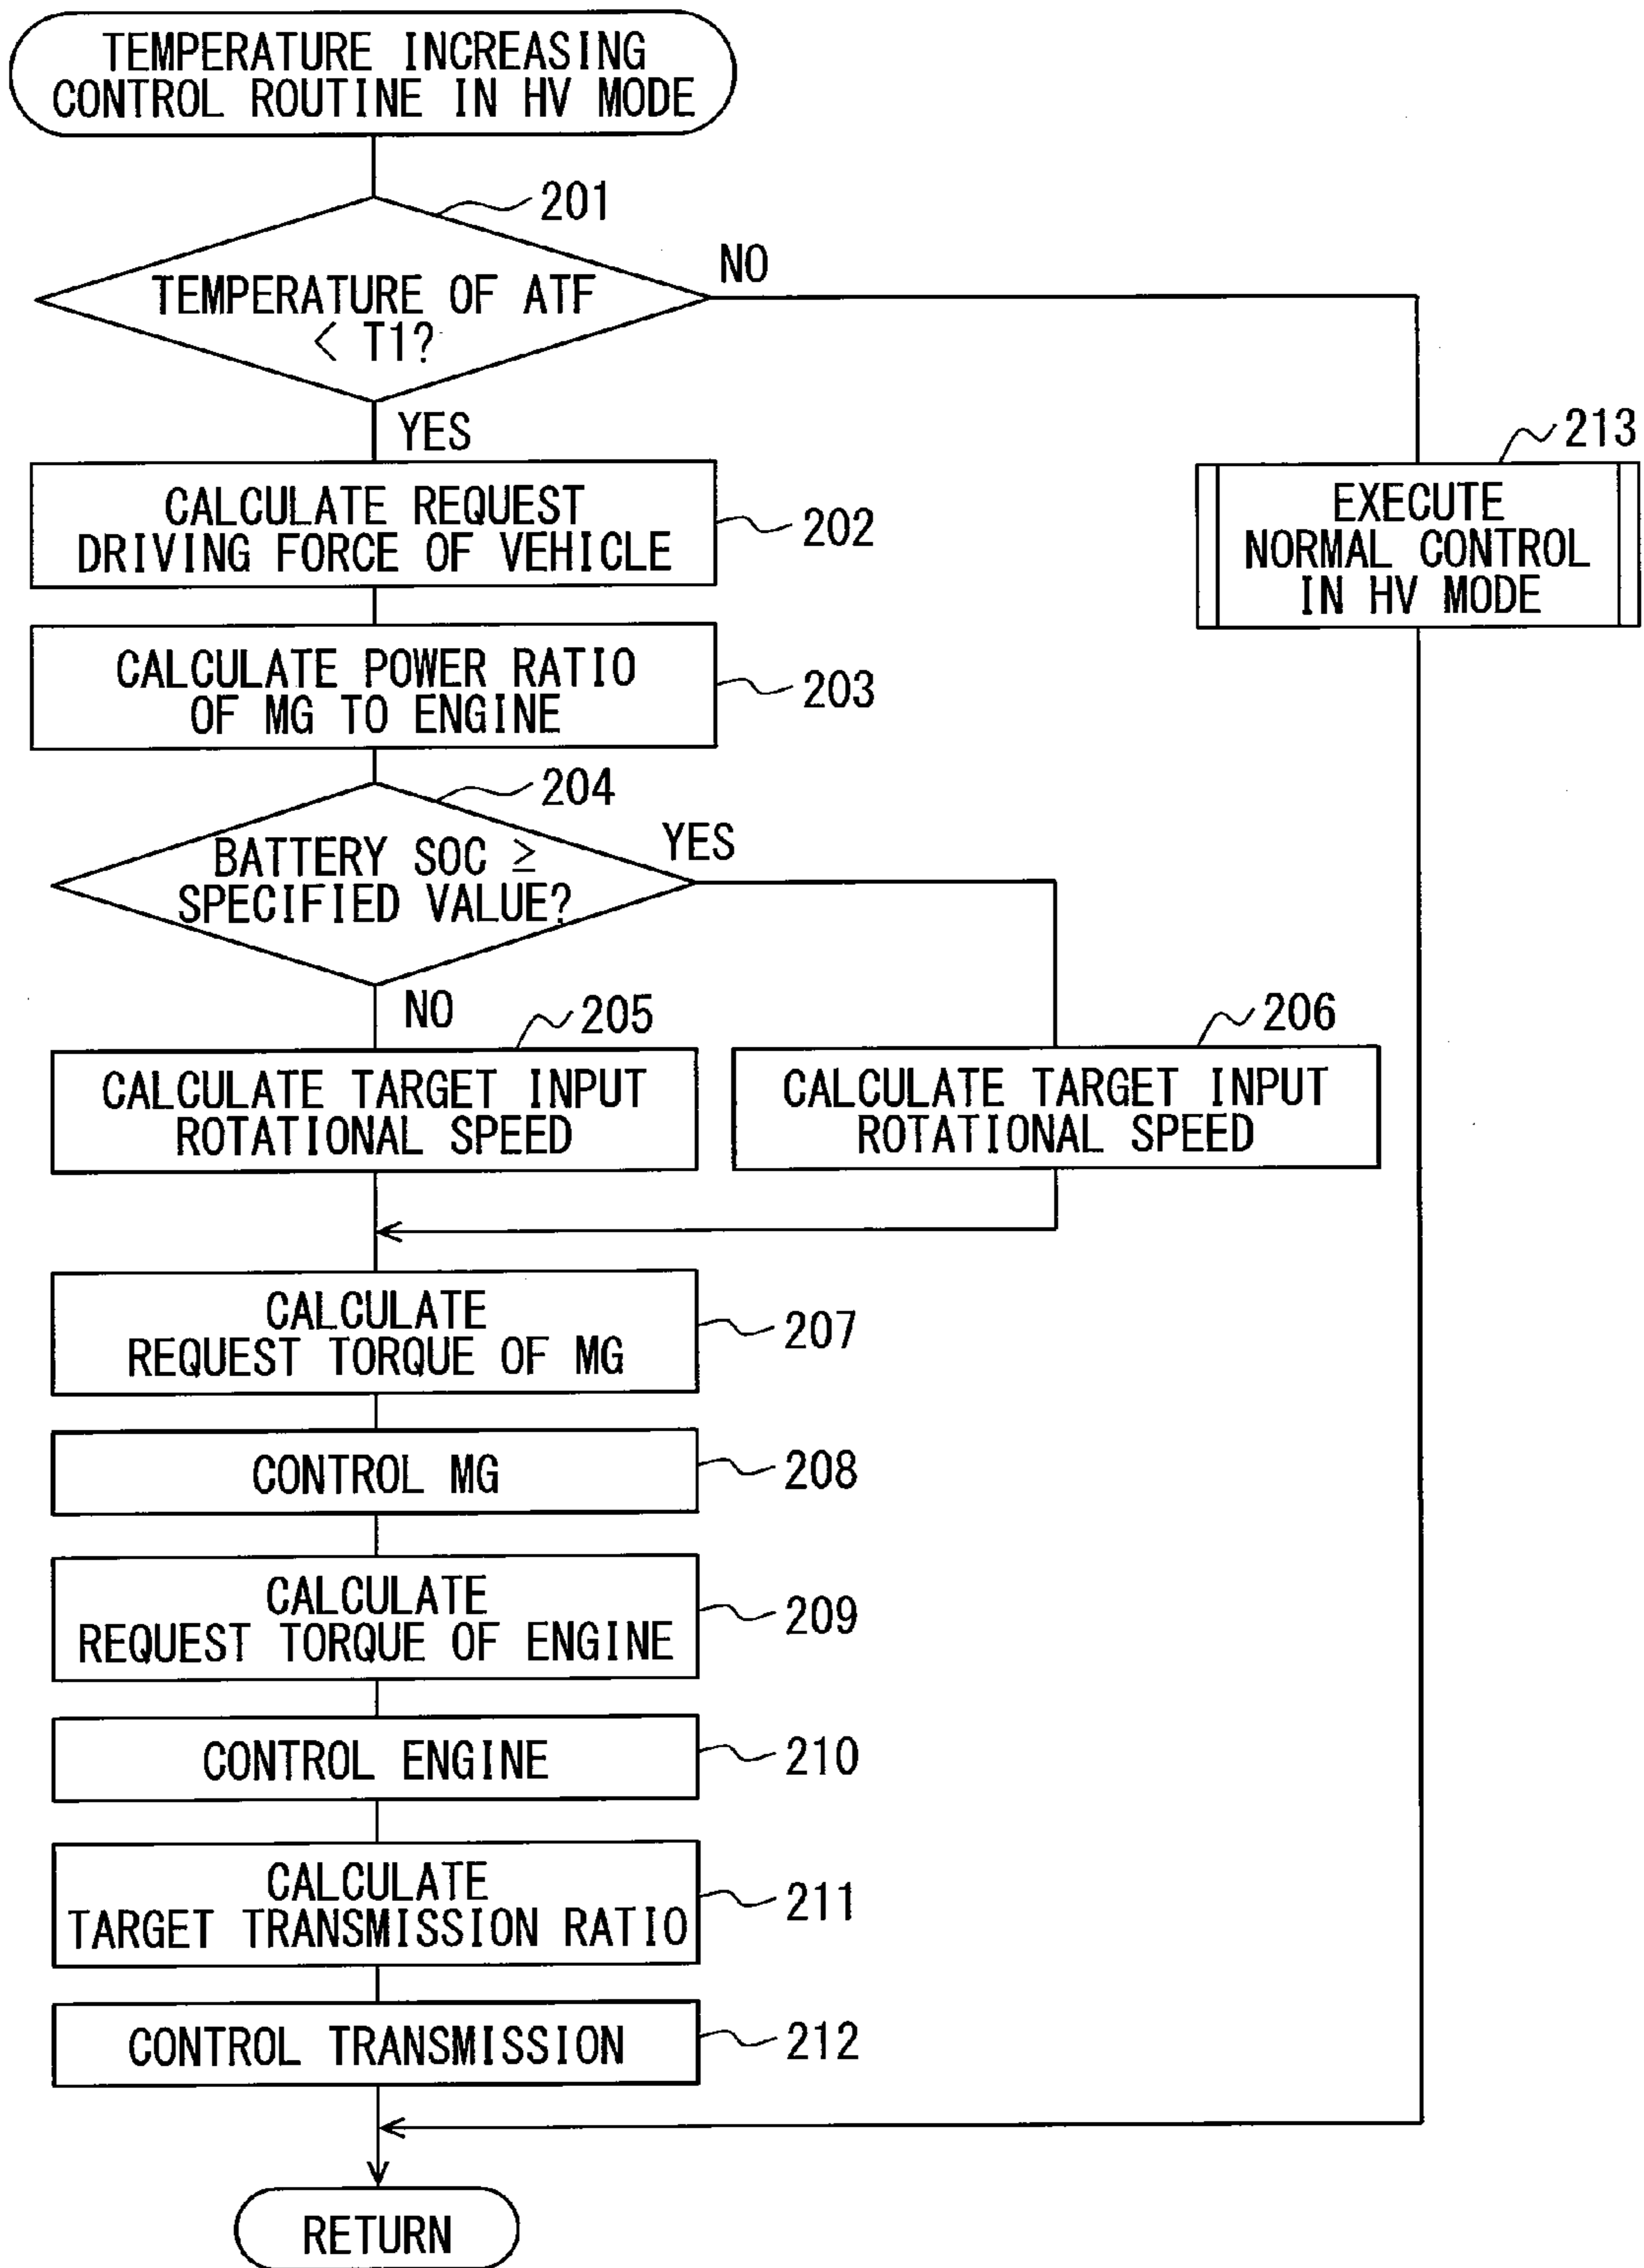 TEMPERATURE INCREASING
CONTROL ROUTINE IN HV MODE
201
TEMPERATURE OF ATF
< T1?
NO
YES
213
EXECUTE
NORMAL CONTROL
IN HV MODE
CALCULATE REQUEST
DRIVING FORCE OF VEHICLE
202
CALCULATE POWER RATIO
OF MG TO ENGINE
203
204
BATTERY SOC ≥
SPECIFIED VALUE?
YES
NO
205
CALCULATE TARGET INPUT
ROTATIONAL SPEED
206
CALCULATE TARGET INPUT
ROTATIONAL SPEED
CALCULATE
REQUEST TORQUE OF MG
207
CONTROL MG
208
CALCULATE
REQUEST TORQUE OF ENGINE
209
CONTROL ENGINE
210
CALCULATE
TARGET TRANSMISSION RATIO
211
CONTROL TRANSMISSION
212
RETURN